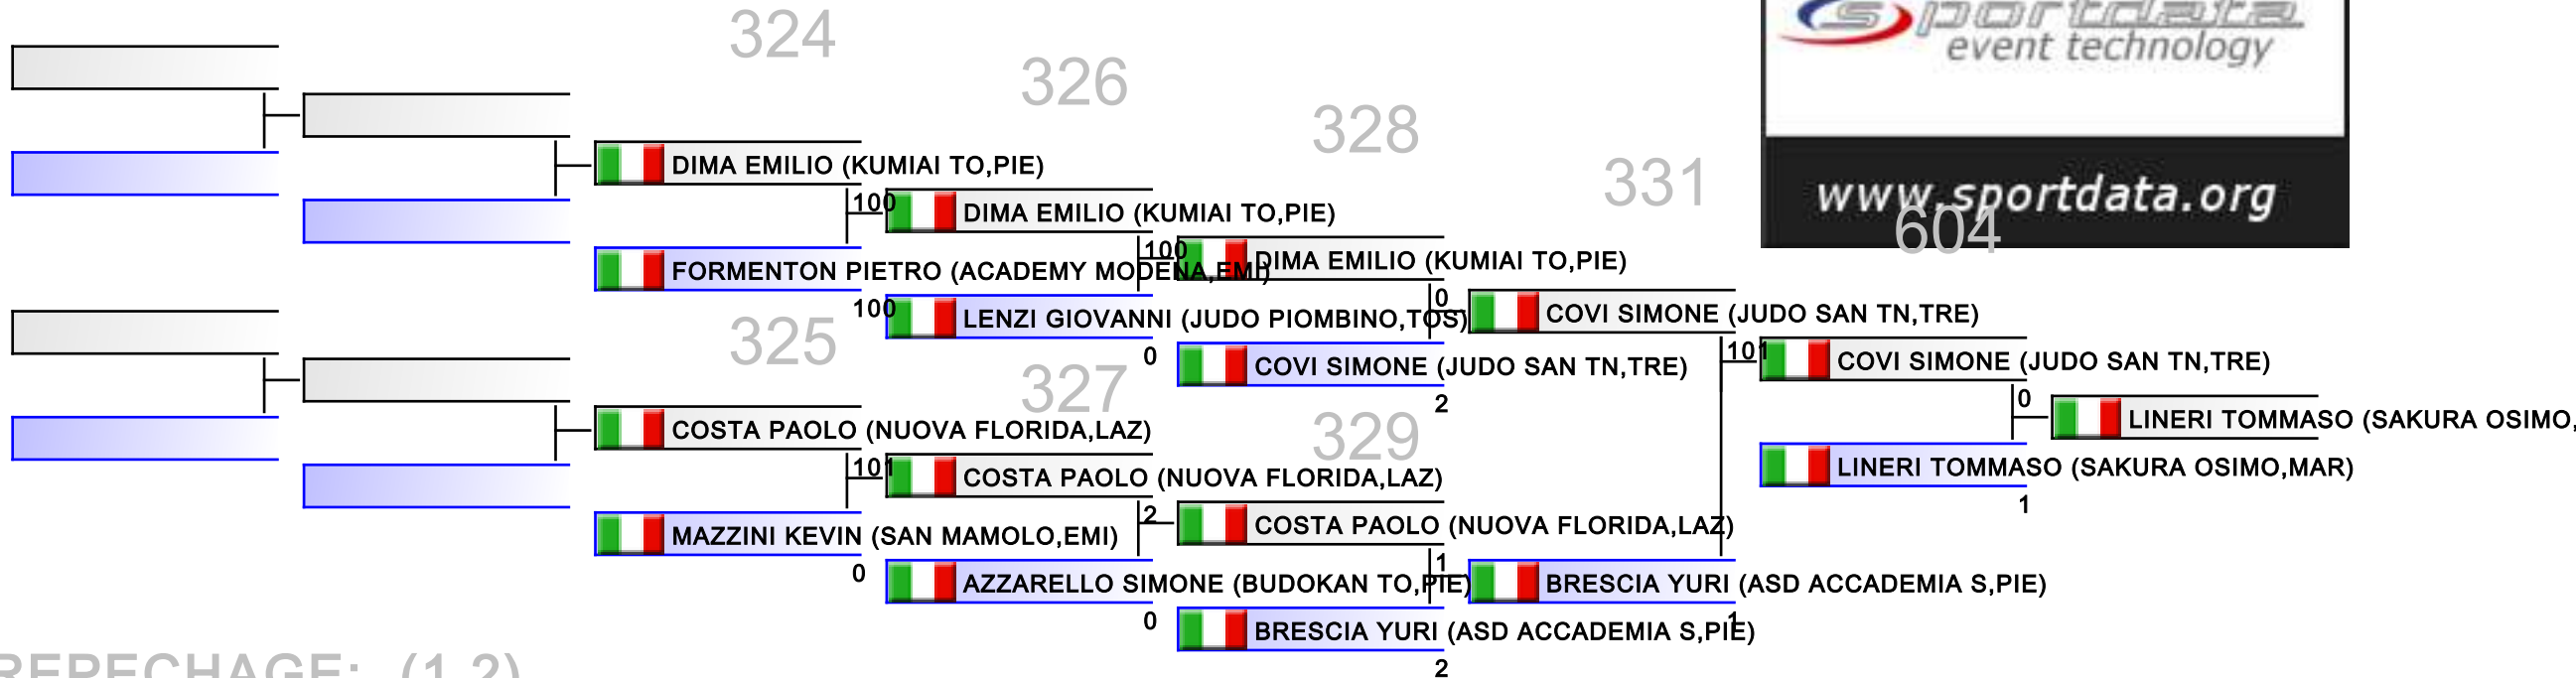 sportdata
event technology
www.sportdata.org
324
326
328
331
604
DIMA EMILIO (KUMIAI TO,PIE)
100
DIMA EMILIO (KUMIAI TO,PIE)
100
DIMA EMILIO (KUMIAI TO,PIE)
FORMENTON PIETRO (ACADEMY MODENA,EMI)
100
LENZI GIOVANNI (JUDO PIOMBINO,TOS)
0
0
COVI SIMONE (JUDO SAN TN,TRE)
COVI SIMONE (JUDO SAN TN,TRE)
2
101
COVI SIMONE (JUDO SAN TN,TRE)
0
LINERI TOMMASO (SAKURA OSIMO,
LINERI TOMMASO (SAKURA OSIMO,MAR)
1
325
327
329
COSTA PAOLO (NUOVA FLORIDA,LAZ)
101
COSTA PAOLO (NUOVA FLORIDA,LAZ)
2
COSTA PAOLO (NUOVA FLORIDA,LAZ)
MAZZINI KEVIN (SAN MAMOLO,EMI)
0
AZZARELLO SIMONE (BUDOKAN TO,PIE)
0
1
BRESCIA YURI (ASD ACCADEMIA S,PIE)
1
BRESCIA YURI (ASD ACCADEMIA S,PIE)
2
REPECHAGE: (1,2)